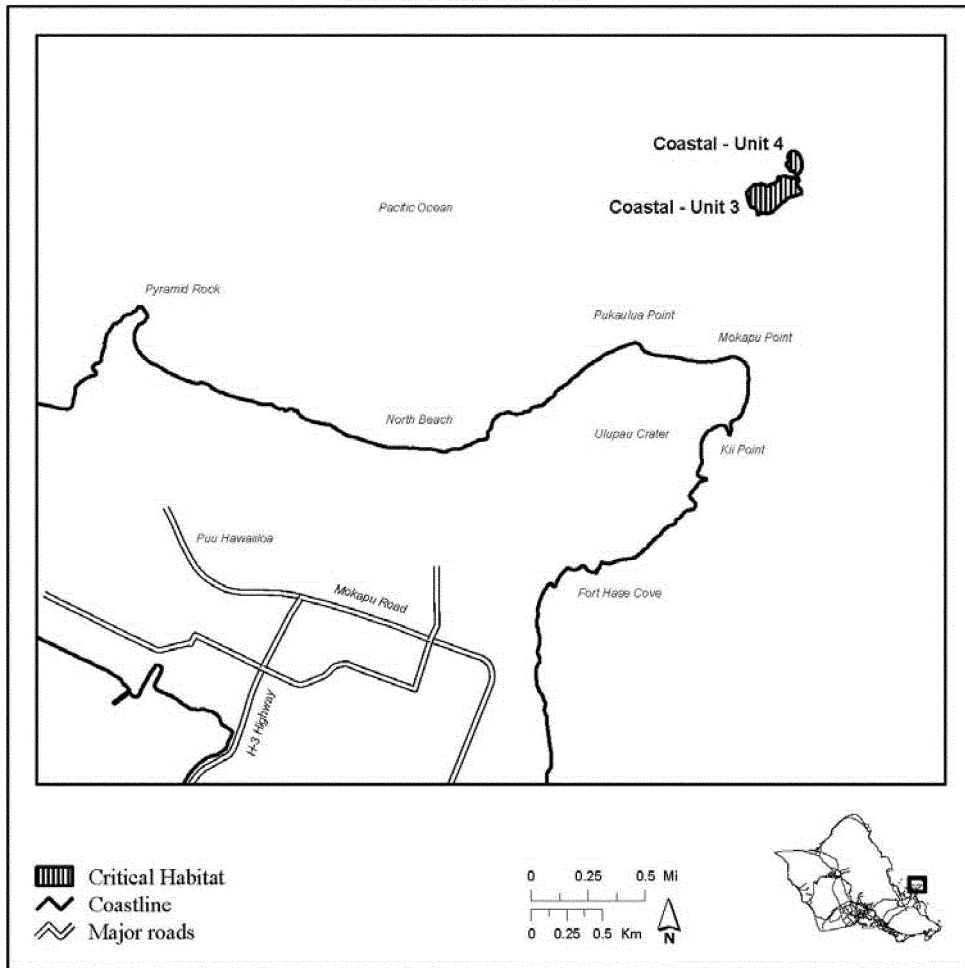 Coastal - Unit 4
Coastal - Unit 3
Pacific Ocean
Pyramid Rock
Pukaulua Point
Mokapu Point
North Beach
Ulupau Crater
Kii Point
Puu Hawaiiloa
Mokapu Road
Fort Hase Cove
H-3 Highway
Critical Habitat
Coastline
Major roads
0 0.25 0.5 Mi
0 0.25 0.5 Km
N